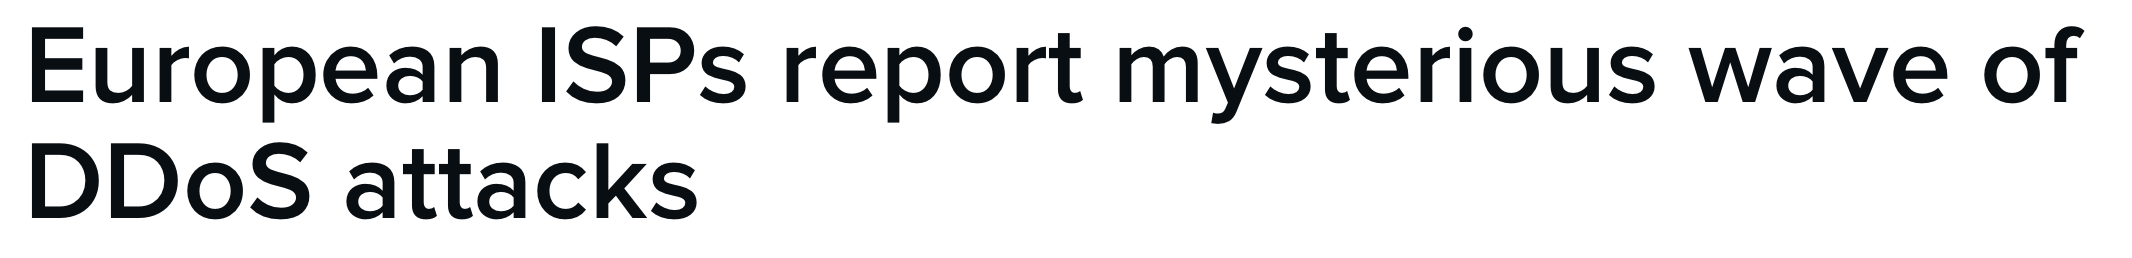 European ISPs report mysterious wave of
DDoS attacks